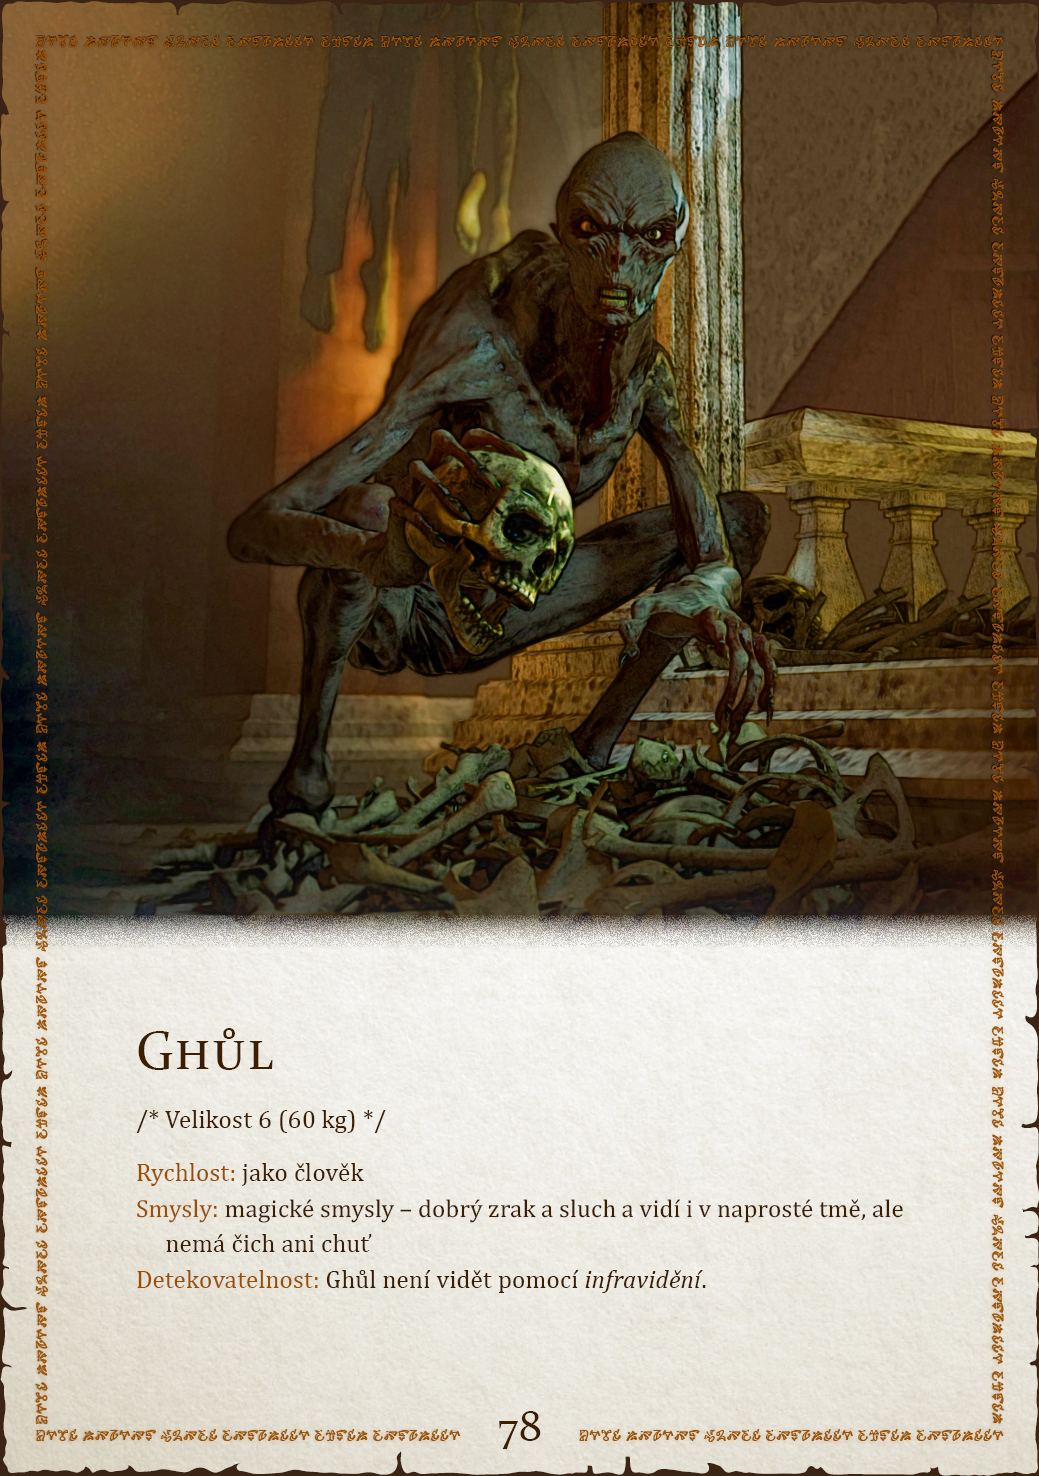 Ghůl
/* Velikost 6 (60 kg) */
Rychlost: jako člověk
Smysly: magické smysly – dobrý zrak a sluch a vidí i v naprosté tmě, ale
nemá čich ani chuť
Detekovatelnost: Ghůl není vidět pomocí infravidění.
78